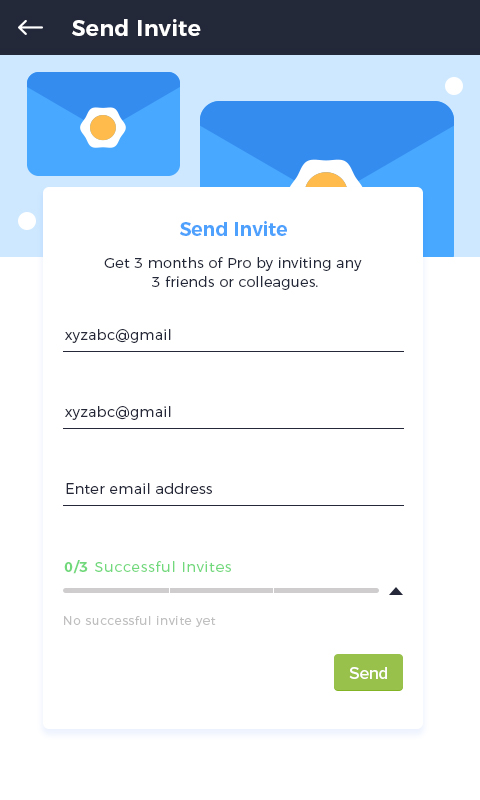 Send Invite
Send Invite
Get 3 months of Pro by inviting any
3 friends or colleagues.
xyzabc@gmail
xyzabc@gmail
Enter email address
0/3 Successful Invites
No successful invite yet
Send